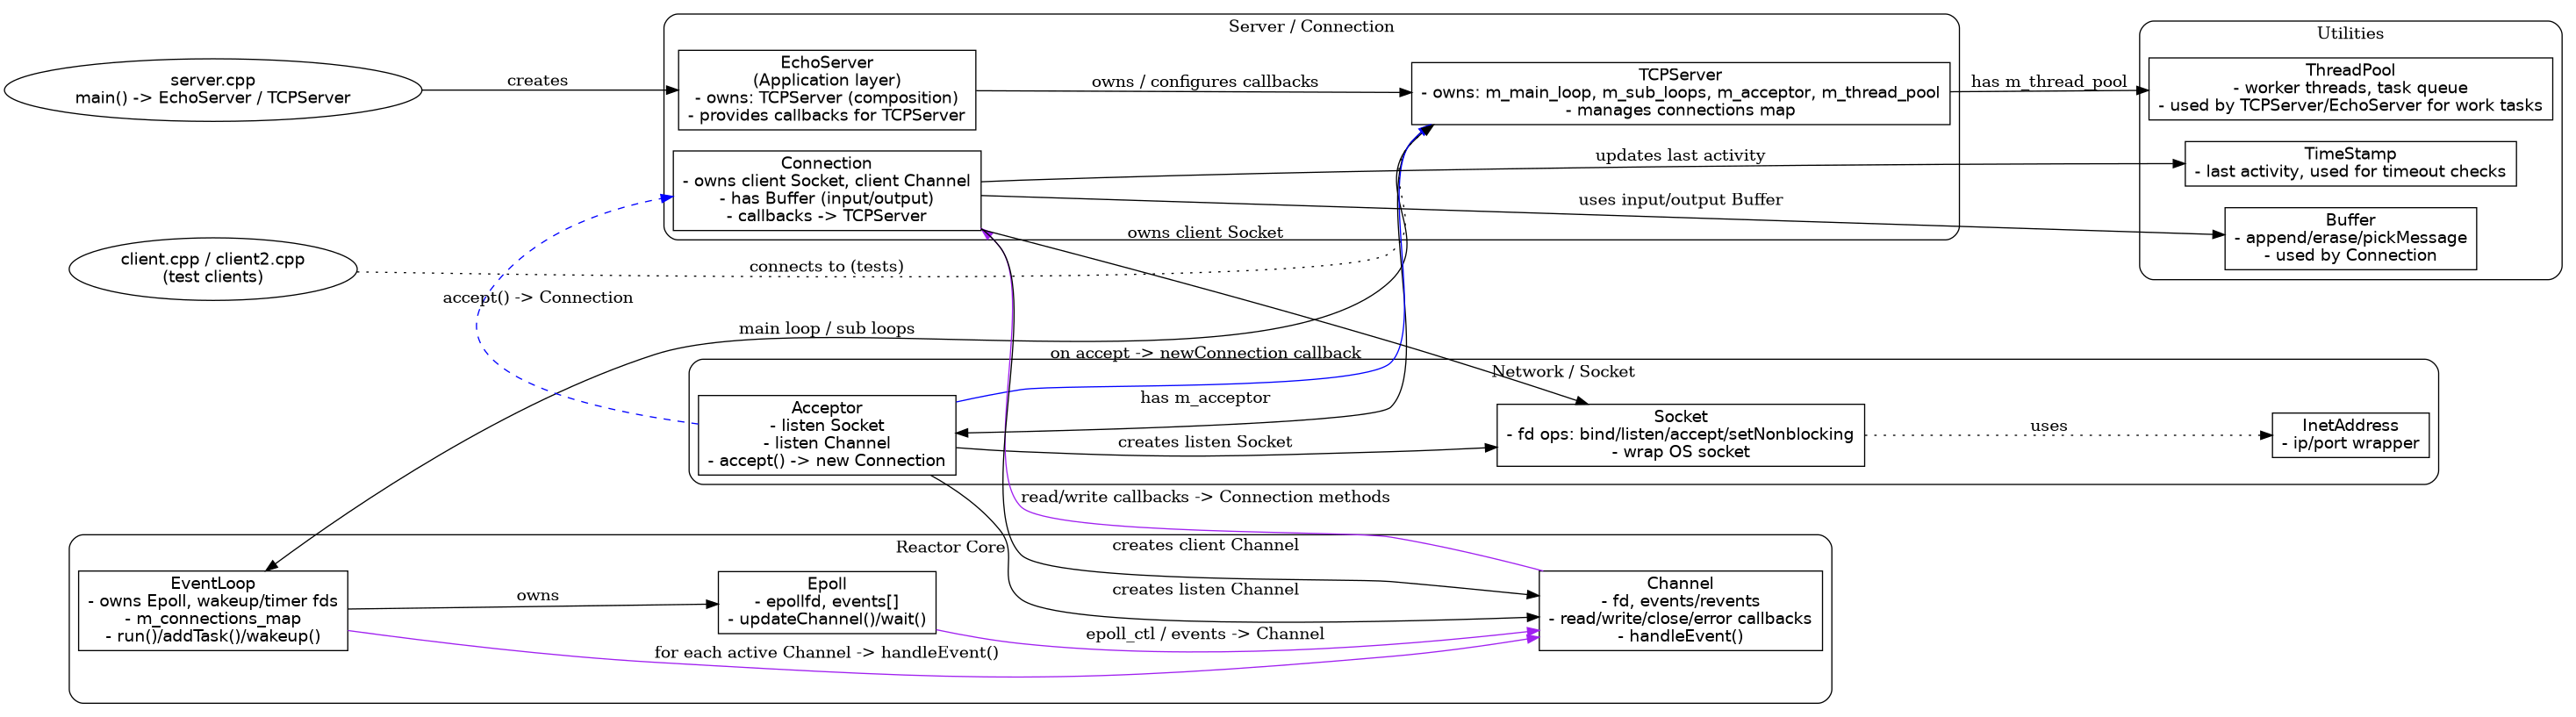 Server / Connection
Utilities
server.cpp
main() -> EchoServer / TCPServer
creates
EchoServer
(Application layer)
- owns: TCPServer (composition)
- provides callbacks for TCPServer
owns / configures callbacks
TCPServer
- owns: m_main_loop, m_sub_loops, m_acceptor, m_thread_pool
- manages connections map
has m_thread_pool
ThreadPool
- worker threads, task queue
- used by TCPServer/EchoServer for work tasks
Connection
- owns client Socket, client Channel
- has Buffer (input/output)
- callbacks -> TCPServer
updates last activity
TimeStamp
- last activity, used for timeout checks
uses input/output Buffer
Buffer
- append/erase/pickMessage
- used by Connection
owns client Socket
client.cpp / client2.cpp
(test clients)
connects to (tests)
accept() -> Connection
main loop / sub loops
on accept -> newConnection callback
Network / Socket
has m_acceptor
Acceptor
- listen Socket
- listen Channel
- accept() -> new Connection
creates listen Socket
Socket
- fd ops: bind/listen/accept/setNonblocking
- wrap OS socket
uses
InetAddress
- ip/port wrapper
read/write callbacks -> Connection methods
Reactor Core
creates client Channel
creates listen Channel
EventLoop
- owns Epoll, wakeup/timer fds
- m_connections_map
- run()/addTask()/wakeup()
owns
Epoll
- epollfd, events[]
- updateChannel()/wait()
epoll_ctl / events -> Channel
for each active Channel -> handleEvent()
Channel
- fd, events/revents
- read/write/close/error callbacks
- handleEvent()